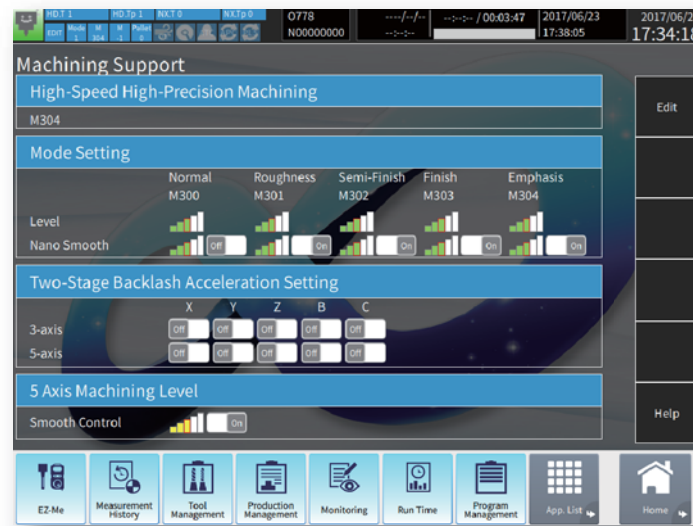 HD.T 1 HD.Tp 1 NX.T 0 NX.Tp 0 O778 ----/--/-- --:--:-- / 00:03:47 2017/06/23 2017/06/2
EDIT Mode 1 M 304 M -1 Pallet 0 N00000000 --:--:-- 17:38:05 17:34:18
Machining Support
High-Speed High-Precision Machining
M304
Edit
Mode Setting
Normal Roughness Semi-Finish Finish Emphasis
M300 M301 M302 M303 M304
Level
Nano Smooth Off On On On On
Two-Stage Backlash Acceleration Setting
X Y Z B C
3-axis Off Off Off Off Off
5-axis Off Off Off Off Off
5 Axis Machining Level
Smooth Control On
Help
EZ-Me
Measurement
History
Tool
Management
Production
Management
Monitoring
Run Time
Program
Management
App. List
Home